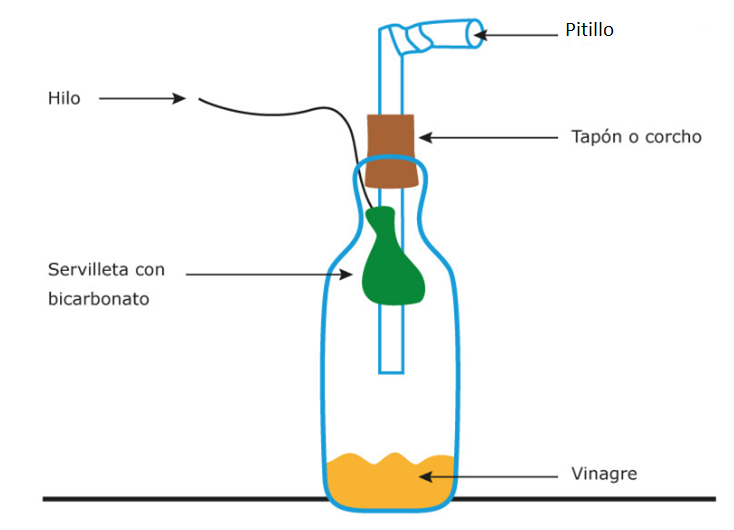 Pitillo
Hilo
Tapón o corcho
Servilleta con
bicarbonato
Vinagre